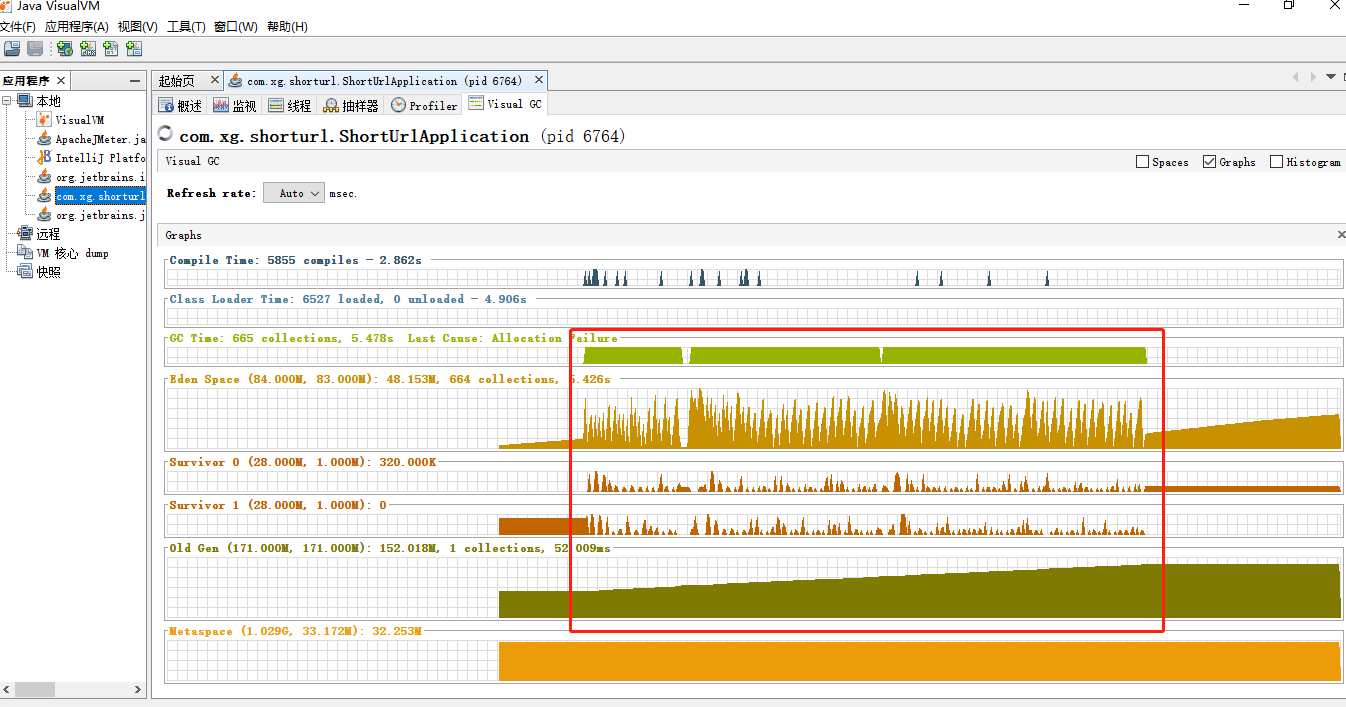 Java VisualVM
文件(F) 应用程序(A) 视图(V) 工具(T) 窗口(W) 帮助(H)
应用程序
起始页
com.xg.shorturl.ShortUrlApplication (pid 6764)
本地
VisualVM
ApacheJMeter.ja
IntelliJ Platfo
org.jetbrains.i
com.xg.shorturl
org.jetbrains.j
远程
VM 核心 dump
快照
概述 监视 线程 抽样器 Profiler Visual GC
com.xg.shorturl.ShortUrlApplication (pid 6764)
Visual GC
Spaces Graphs Histogram
Refresh rate: Auto msec.
Graphs
Compile Time: 5855 compiles - 2.862s
Class Loader Time: 6527 loaded, 0 unloaded - 4.906s
GC Time: 665 collections, 5.478s Last Cause: Allocation Failure
Eden Space (84.000M, 83.000M): 48.153M, 664 collections, 5.426s
Survivor 0 (28.000M, 1.000M): 320.000K
Survivor 1 (28.000M, 1.000M): 0
Old Gen (171.000M, 171.000M): 152.018M, 1 collections, 52.009ms
Metaspace (1.029G, 33.172M): 32.253M